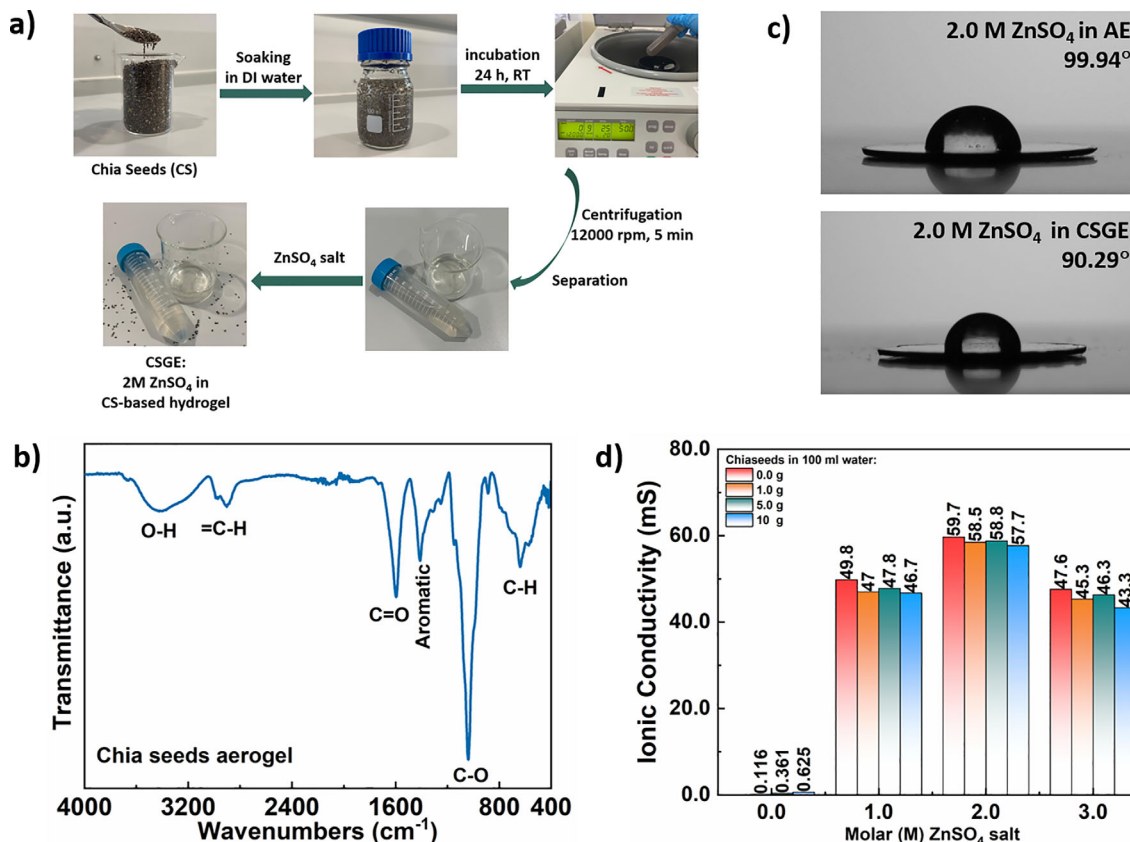 a)
Soaking
in DI water
incubation
24 h, RT
Chia Seeds (CS)
Centrifugation
12000 rpm, 5 min
Separation
ZnSO₄ salt
CSGE:
2M ZnSO₄ in
CS-based hydrogel
c)
2.0 M ZnSO₄ in AE
99.94°
2.0 M ZnSO₄ in CSGE
90.29°
b)
Transmittance (a.u.)
O-H
=C-H
C=O
Aromatic
C-O
C-H
Chia seeds aerogel
4000 3200 2400 1600 800 400
Wavenumbers (cm⁻¹)
d)
Ionic Conductivity (mS)
80.0
60.0
40.0
20.0
0.0
Chiaseeds in 100 ml water:
0.0 g
1.0 g
5.0 g
10 g
0.116
0.361
0.625
49.8
47
47.8
46.7
59.7
58.5
58.8
57.7
47.6
45.3
46.3
43.3
0.0 1.0 2.0 3.0
Molar (M) ZnSO₄ salt